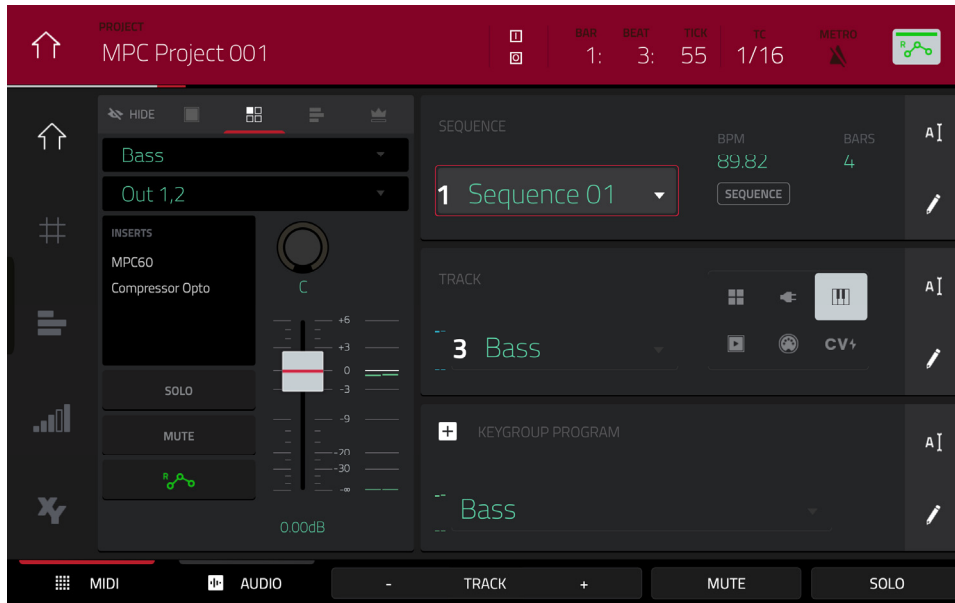 PROJECT
MPC Project 001
BAR BEAT TICK TC METRO
1: 3: 55 1/16
R
HIDE
Bass
Out 1,2
INSERTS
MPC60
Compressor Opto
C
+6
+3
0
-3
-9
-20
-30
-∞
SOLO
MUTE
R
0.00dB
SEQUENCE
1 Sequence 01
BPM BARS
89.82 4
SEQUENCE
A
TRACK
3 Bass
CV
A
KEYGROUP PROGRAM
Bass
A
XY
MIDI AUDIO - TRACK + MUTE SOLO